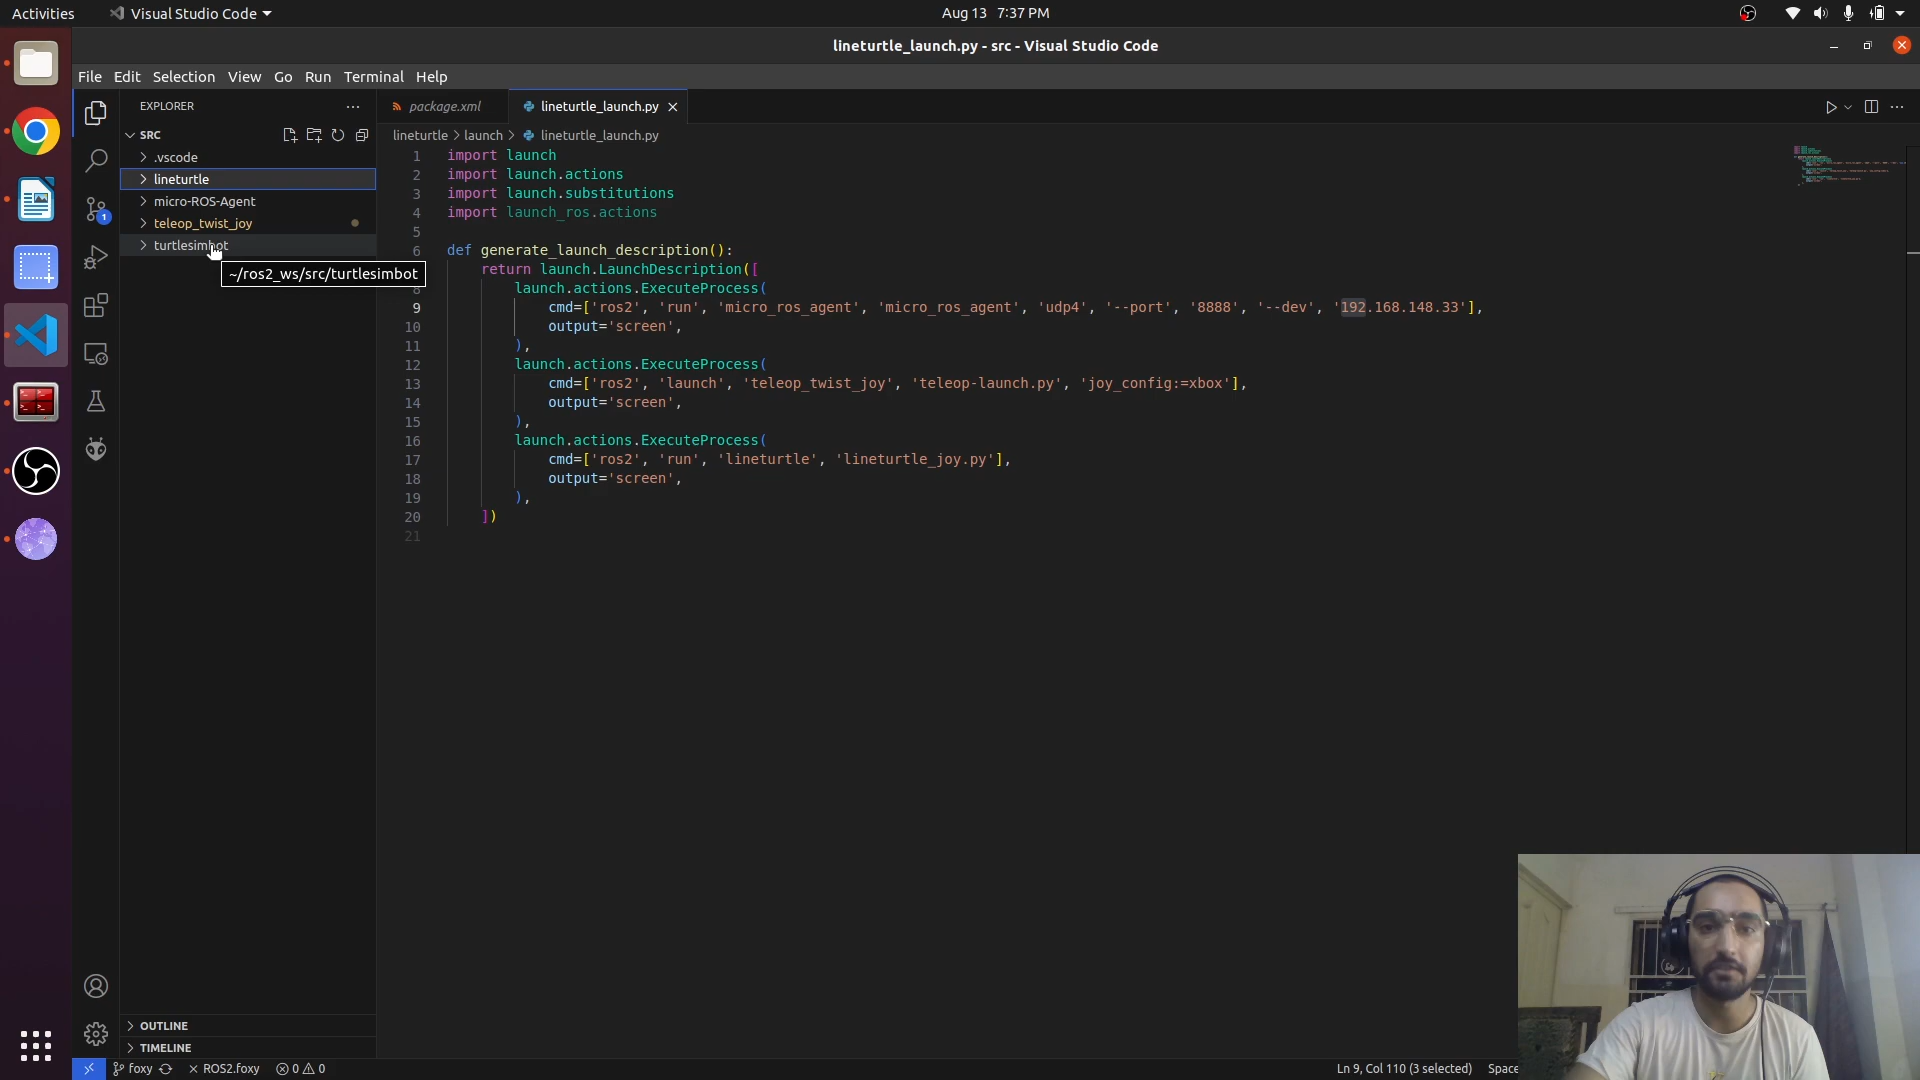 Activities
Visual Studio Code
Aug 13 7:37 PM
lineturtle_launch.py - src - Visual Studio Code
File Edit Selection View Go Run Terminal Help
EXPLORER
SRC
.vscode
lineturtle
micro-ROS-Agent
teleop_twist_joy
turtlesimbot
~/ros2_ws/src/turtlesimbot
OUTLINE
TIMELINE
1
package.xml
lineturtle_launch.py
lineturtle > launch > lineturtle_launch.py
1 import launch
2 import launch.actions
3 import launch.substitutions
4 import launch_ros.actions
5
6 def generate_launch_description():
return launch.LaunchDescription([
8 launch.actions.ExecuteProcess(
9 cmd=['ros2', 'run', 'micro_ros_agent', 'micro_ros_agent', 'udp4', '--port', '8888', '--dev', '192.168.148.33'],
10 output='screen',
11 ),
12 launch.actions.ExecuteProcess(
13 cmd=['ros2', 'launch', 'teleop_twist_joy', 'teleop-launch.py', 'joy_config:=xbox'],
14 output='screen',
15 ),
16 launch.actions.ExecuteProcess(
17 cmd=['ros2', 'run', 'lineturtle', 'lineturtle_joy.py'],
18 output='screen',
19 ),
20 ])
21
foxy
ROS2.foxy
0 0
Ln 9, Col 110 (3 selected)
Space